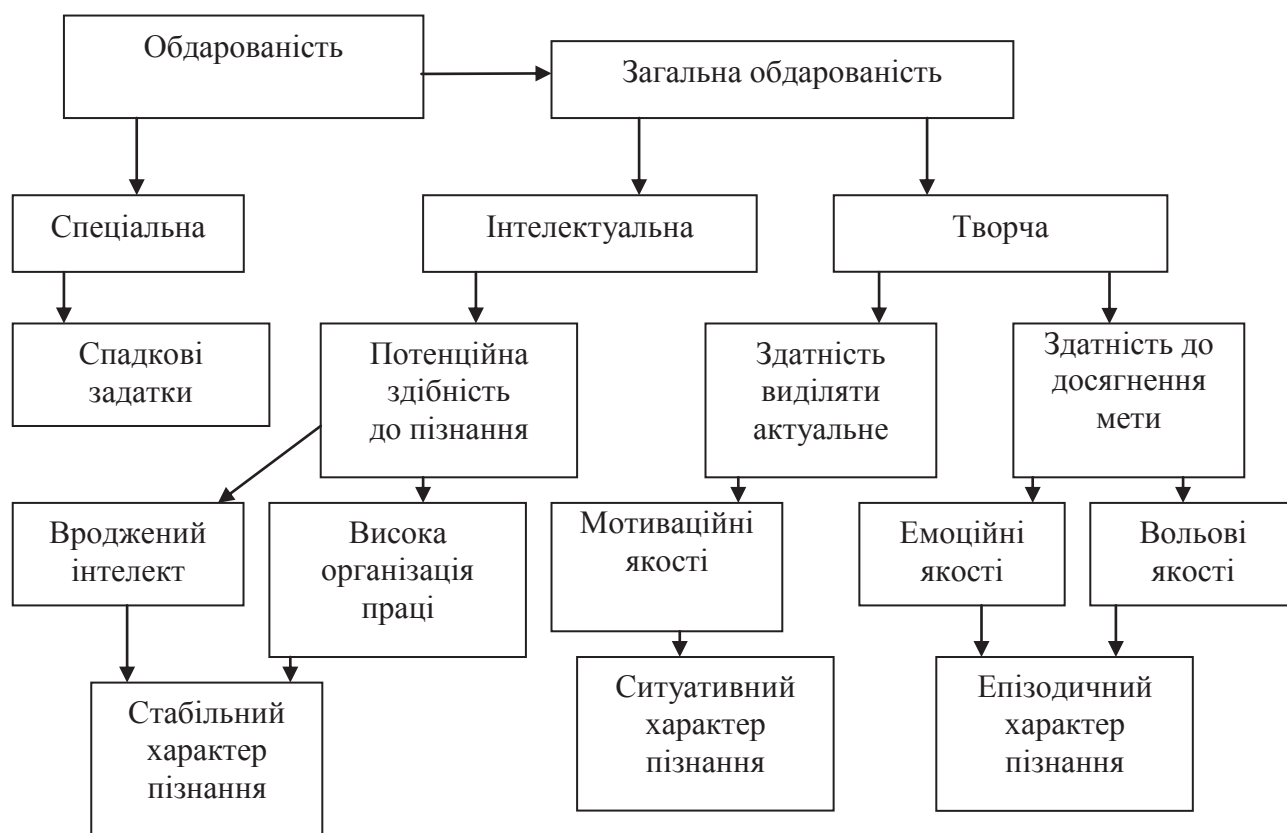 Обдарованість
Загальна обдарованість
Спеціальна
Інтелектуальна
Творча
Спадкові
задатки
Потенційна
здібність
до пізнання
Здатність
виділяти
актуальне
Здатність до
досягнення
мети
Вроджений
інтелект
Висока
організація
праці
Мотиваційні
якості
Емоційні
якості
Вольові
якості
Стабільний
характер
пізнання
Ситуативний
характер
пізнання
Епізодичний
характер
пізнання